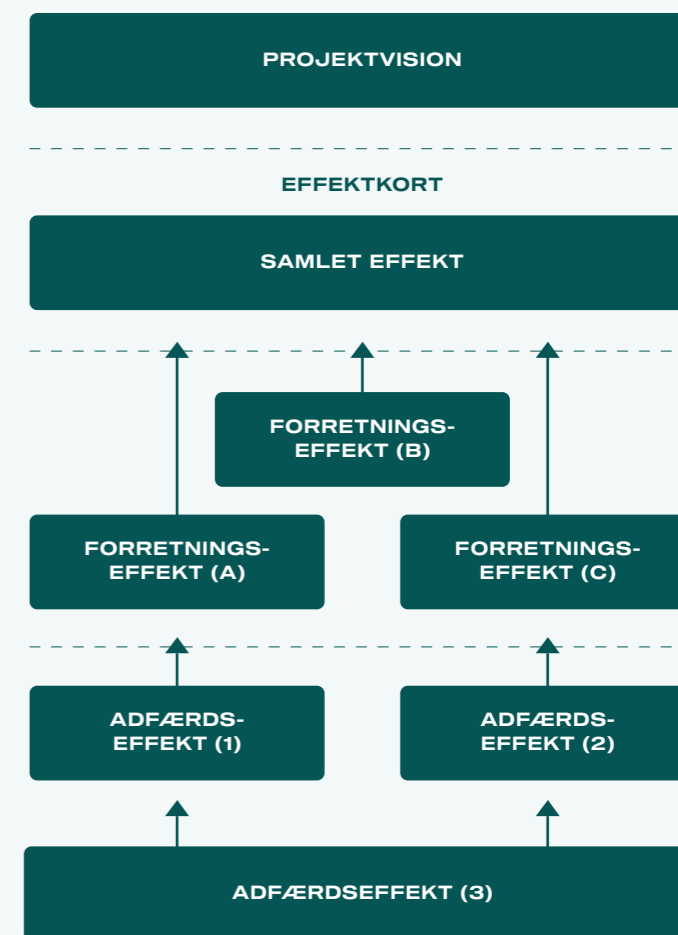 PROJEKTVISION
EFFEKTKORT
SAMLET EFFEKT
FORRETNINGS-
EFFEKT (B)
FORRETNINGS-
EFFEKT (A)
FORRETNINGS-
EFFEKT (C)
ADFÆRDS-
EFFEKT (1)
ADFÆRDS-
EFFEKT (2)
ADFÆRDSEFFEKT (3)